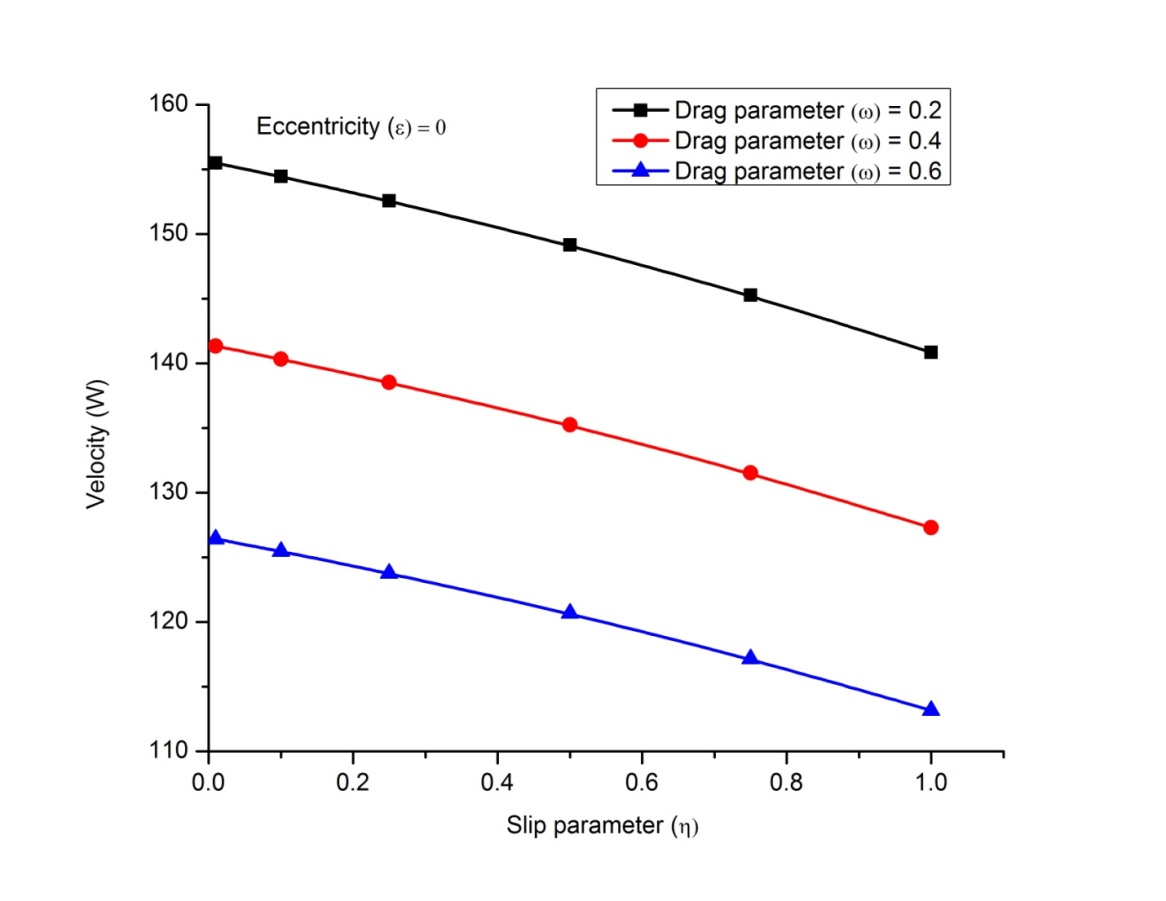 Eccentricity (ε) = 0
Drag parameter (ω) = 0.2
Drag parameter (ω) = 0.4
Drag parameter (ω) = 0.6
160
150
140
130
120
110
Velocity (W)
0.0 0.2 0.4 0.6 0.8 1.0
Slip parameter (η)